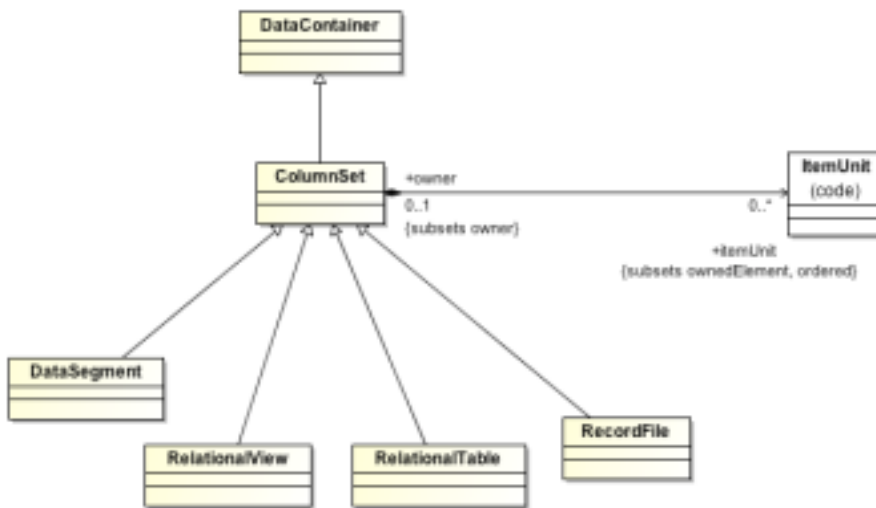 DataContainer
ColumnSet
+owner
0..1
{subsets owner}
0..*
ItemUnit
(code)
+itemUnit
{subsets ownedElement, ordered}
DataSegment
RelationalView
RelationalTable
RecordFile